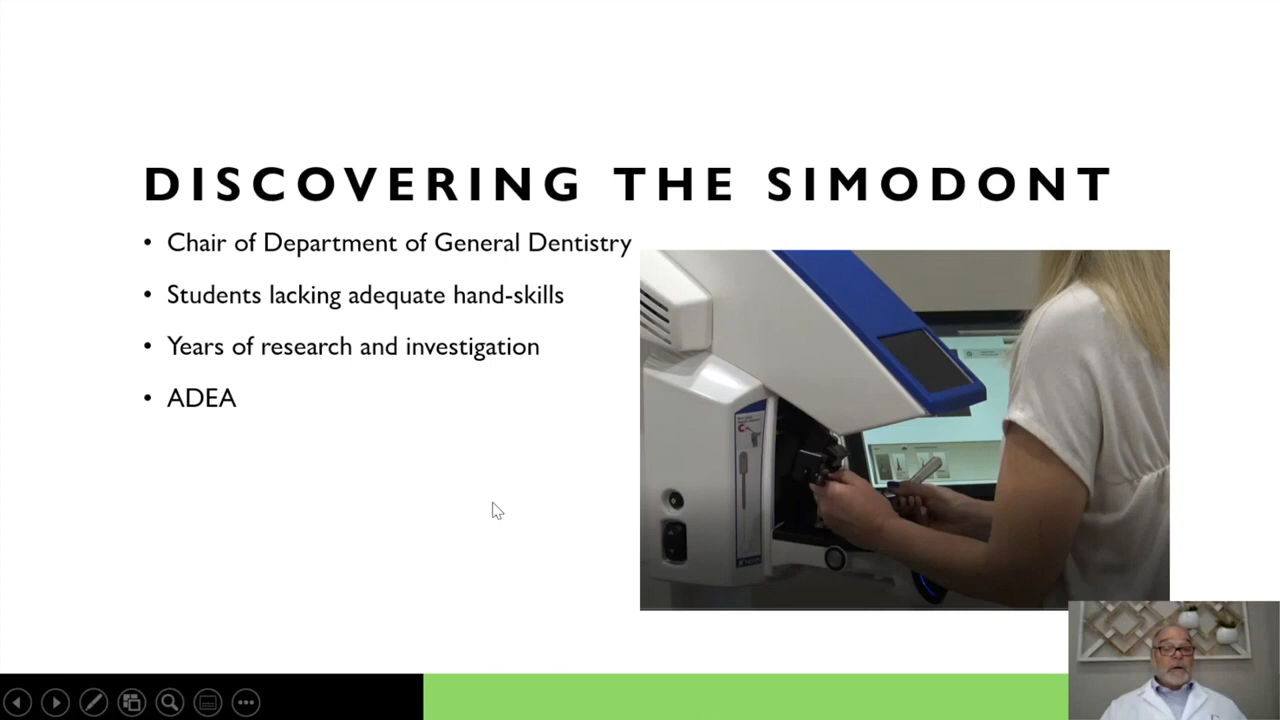 DISCOVERING THE SIMODONT
• Chair of Department of General Dentistry
• Students lacking adequate hand-skills
• Years of research and investigation
• ADEA